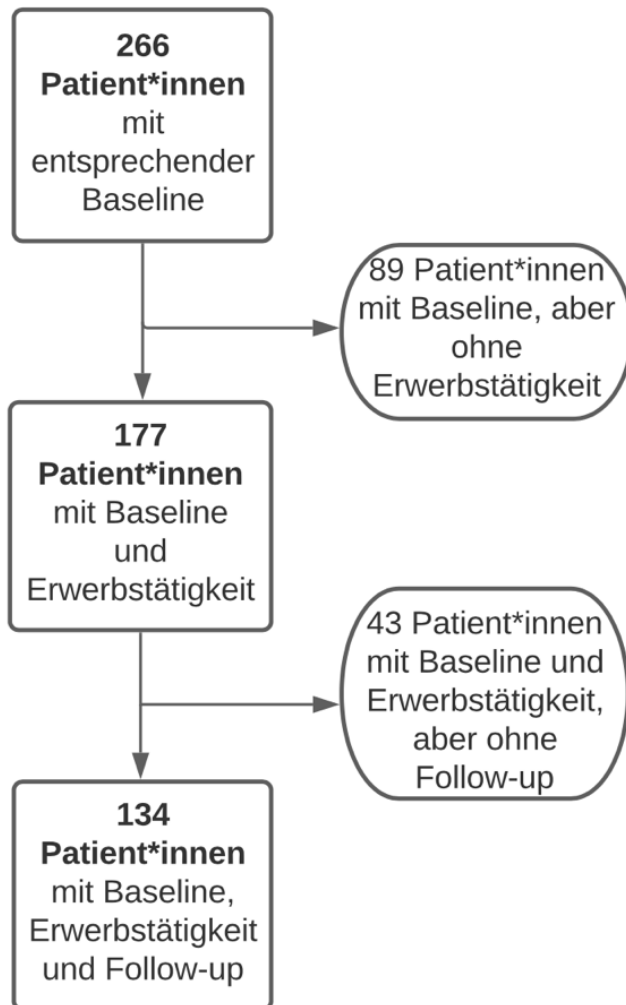 266
Patient*innen
mit
entsprechender
Baseline
89 Patient*innen
mit Baseline, aber
ohne
Erwerbstätigkeit
177
Patient*innen
mit Baseline
und
Erwerbstätigkeit
43 Patient*innen
mit Baseline und
Erwerbstätigkeit,
aber ohne
Follow-up
134
Patient*innen
mit Baseline,
Erwerbstätigkeit
und Follow-up